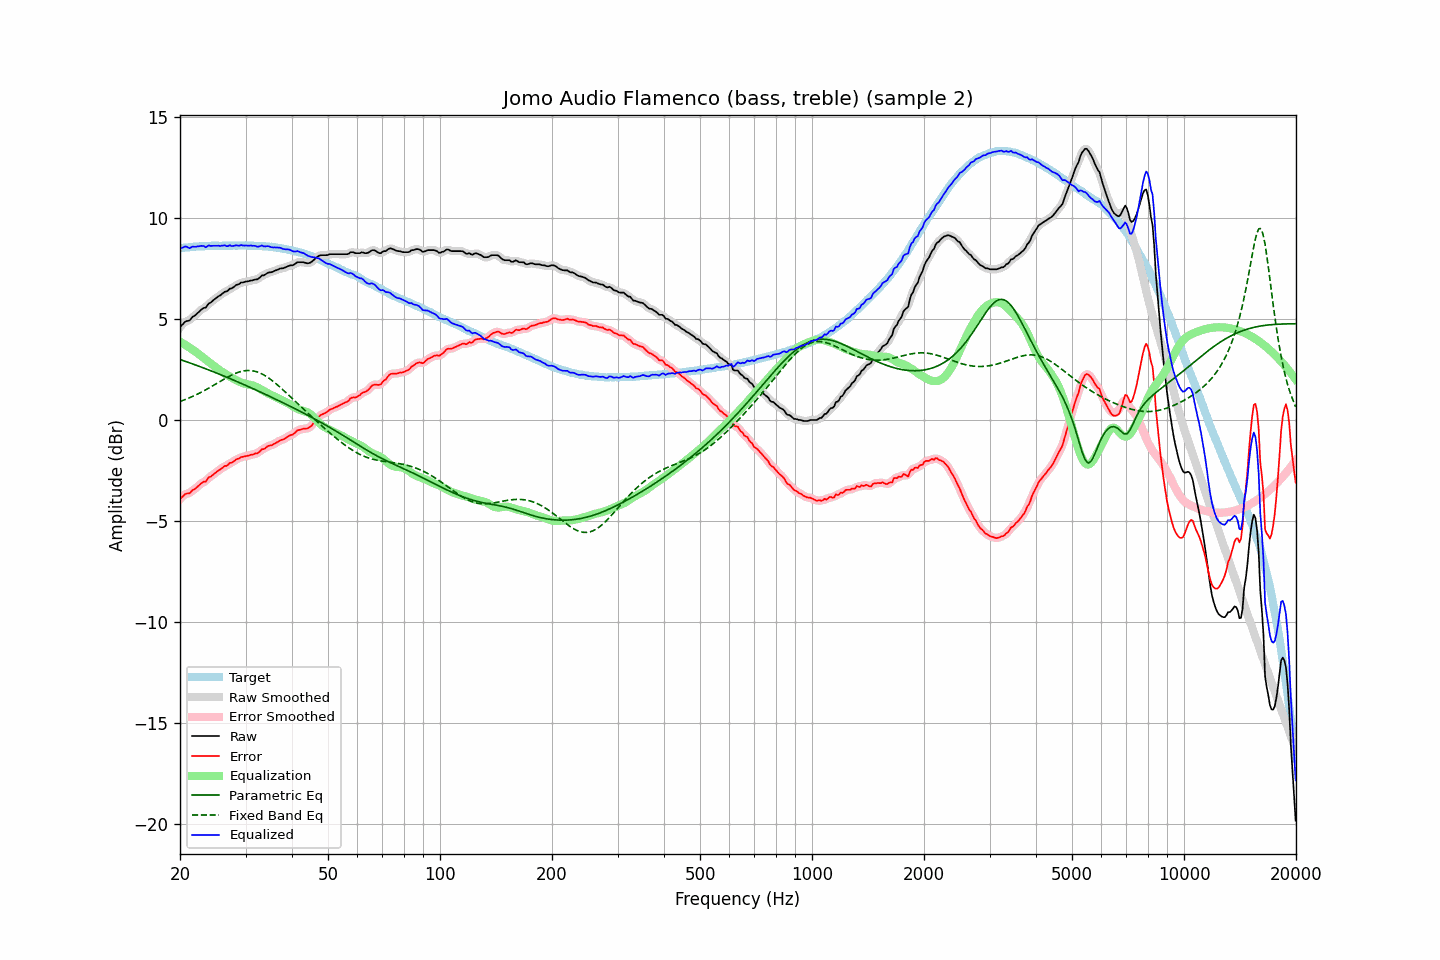 Jomo Audio Flamenco (bass, treble) (sample 2)
15
10
5
0
−5
−10
−15
−20
Amplitude (dBr)
Target
Raw Smoothed
Error Smoothed
Raw
Error
Equalization
Parametric Eq
Fixed Band Eq
Equalized
20 50 100 200 500 1000 2000 5000 10000 20000
Frequency (Hz)